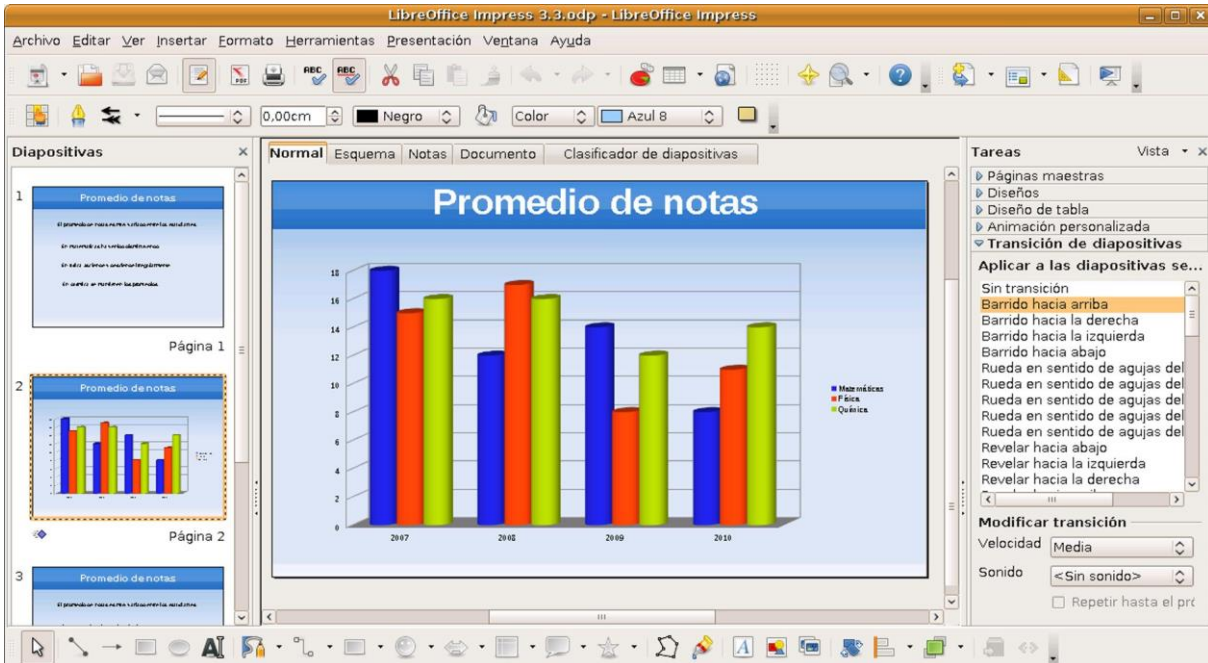 LibreOffice Impress 3.3.odp - LibreOffice Impress
Archivo Editar Ver Insertar Formato Herramientas Presentación Ventana Ayuda
PDF ABC ABC
0,00cm Negro Color Azul 8
Diapositivas
1
Promedio de notas
Página 1
2
Promedio de notas
Página 2
3
Promedio de notas
Normal Esquema Notas Documento Clasificador de diapositivas
Promedio de notas
18
16
14
12
10
8
6
4
2
0
2007 2008 2009 2010
Matemáticas
Física
Química
Tareas Vista
Páginas maestras
Diseños
Diseño de tabla
Animación personalizada
Transición de diapositivas
Aplicar a las diapositivas se...
Sin transición
Barrido hacia arriba
Barrido hacia la derecha
Barrido hacia la izquierda
Barrido hacia abajo
Rueda en sentido de agujas del
Rueda en sentido de agujas del
Rueda en sentido de agujas del
Rueda en sentido de agujas del
Rueda en sentido de agujas del
Revelar hacia abajo
Revelar hacia la izquierda
Revelar hacia la derecha
Modificar transición
Velocidad Media
Sonido <Sin sonido>
Repetir hasta el pró